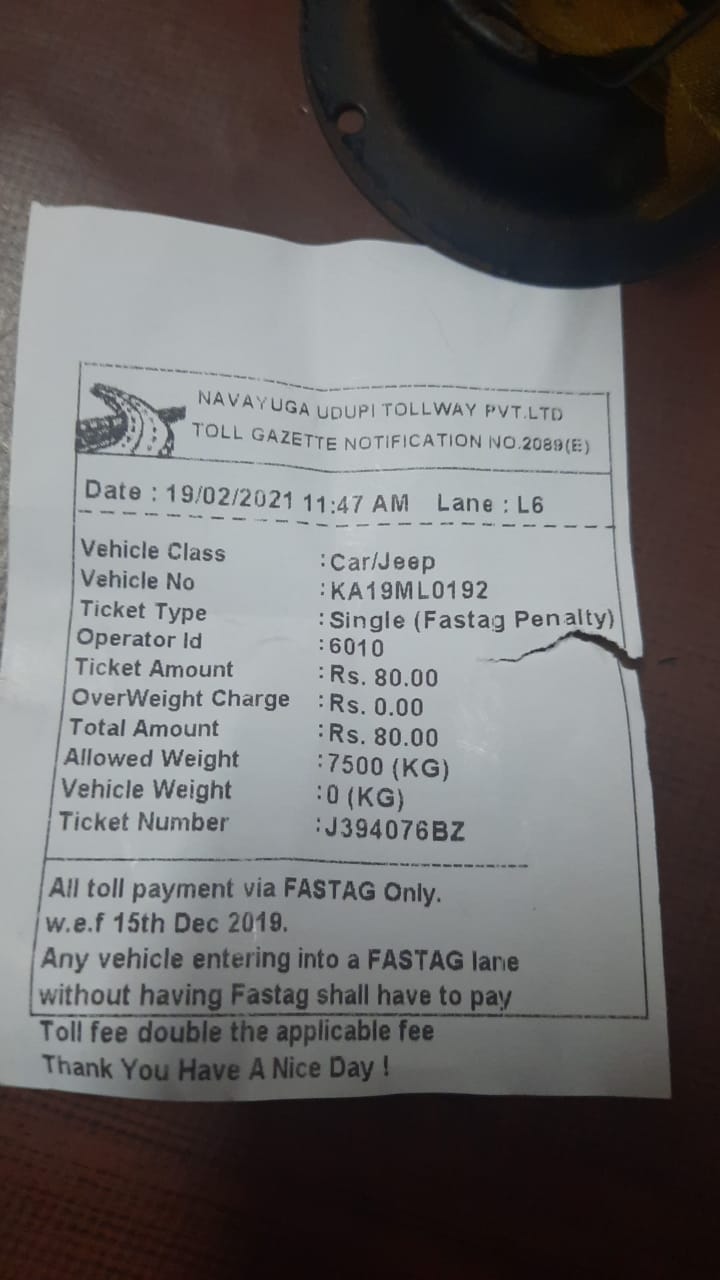 NAVAYUGA UDUPI TOLLWAY PVT.LTD
TOLL GAZETTE NOTIFICATION NO.2089(E)
Date : 19/02/2021 11:47 AM Lane : L6
Vehicle Class :Car/Jeep
Vehicle No :KA19ML0192
Ticket Type :Single (Fastag Penalty)
Operator Id :6010
Ticket Amount :Rs. 80.00
OverWeight Charge :Rs. 0.00
Total Amount :Rs. 80.00
Allowed Weight :7500 (KG)
Vehicle Weight :0 (KG)
Ticket Number :J394076BZ
All toll payment via FASTAG Only.
w.e.f 15th Dec 2019.
Any vehicle entering into a FASTAG lane
without having Fastag shall have to pay
Toll fee double the applicable fee
Thank You Have A Nice Day !